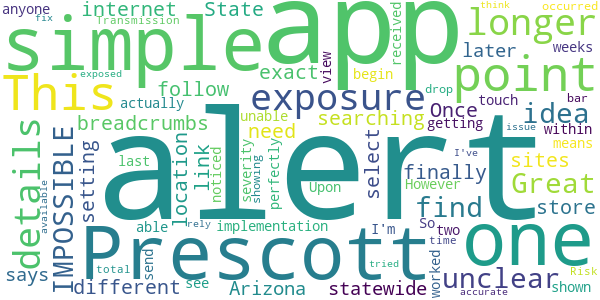 anyone internet State occurred received
fix Transmission think
simple app longer
exact view later weeks
This exposed follow exposure begin point
actually touch drop bar
breadcrumbs unable need searching Once getting within idea
details available IMPOSSIBLE setting last location link noticed severity showing perfectly select find means issue
alert finally sites
Upon However I've Great
says able implementation I'm So two store
Prescott worked time one
different send see rely Arizona tried statewide unclear Risk shown
total accurate